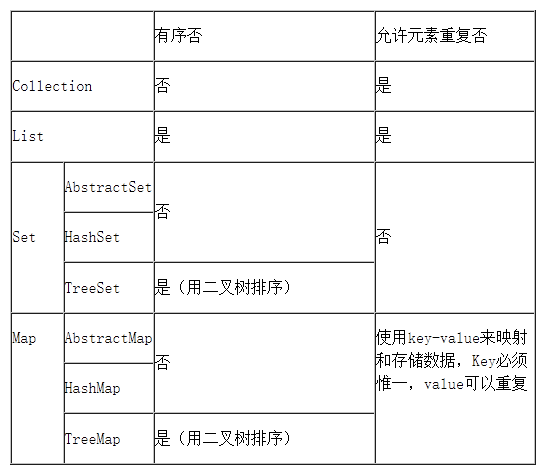 有序否 允许元素重复否
Collection 否 是
List 是 是
Set AbstractSet 否 否
HashSet
TreeSet 是（用二叉树排序）
Map AbstractMap 否 使用key-value来映射
和存储数据，Key必须
惟一，value可以重复
HashMap
TreeMap 是（用二叉树排序）